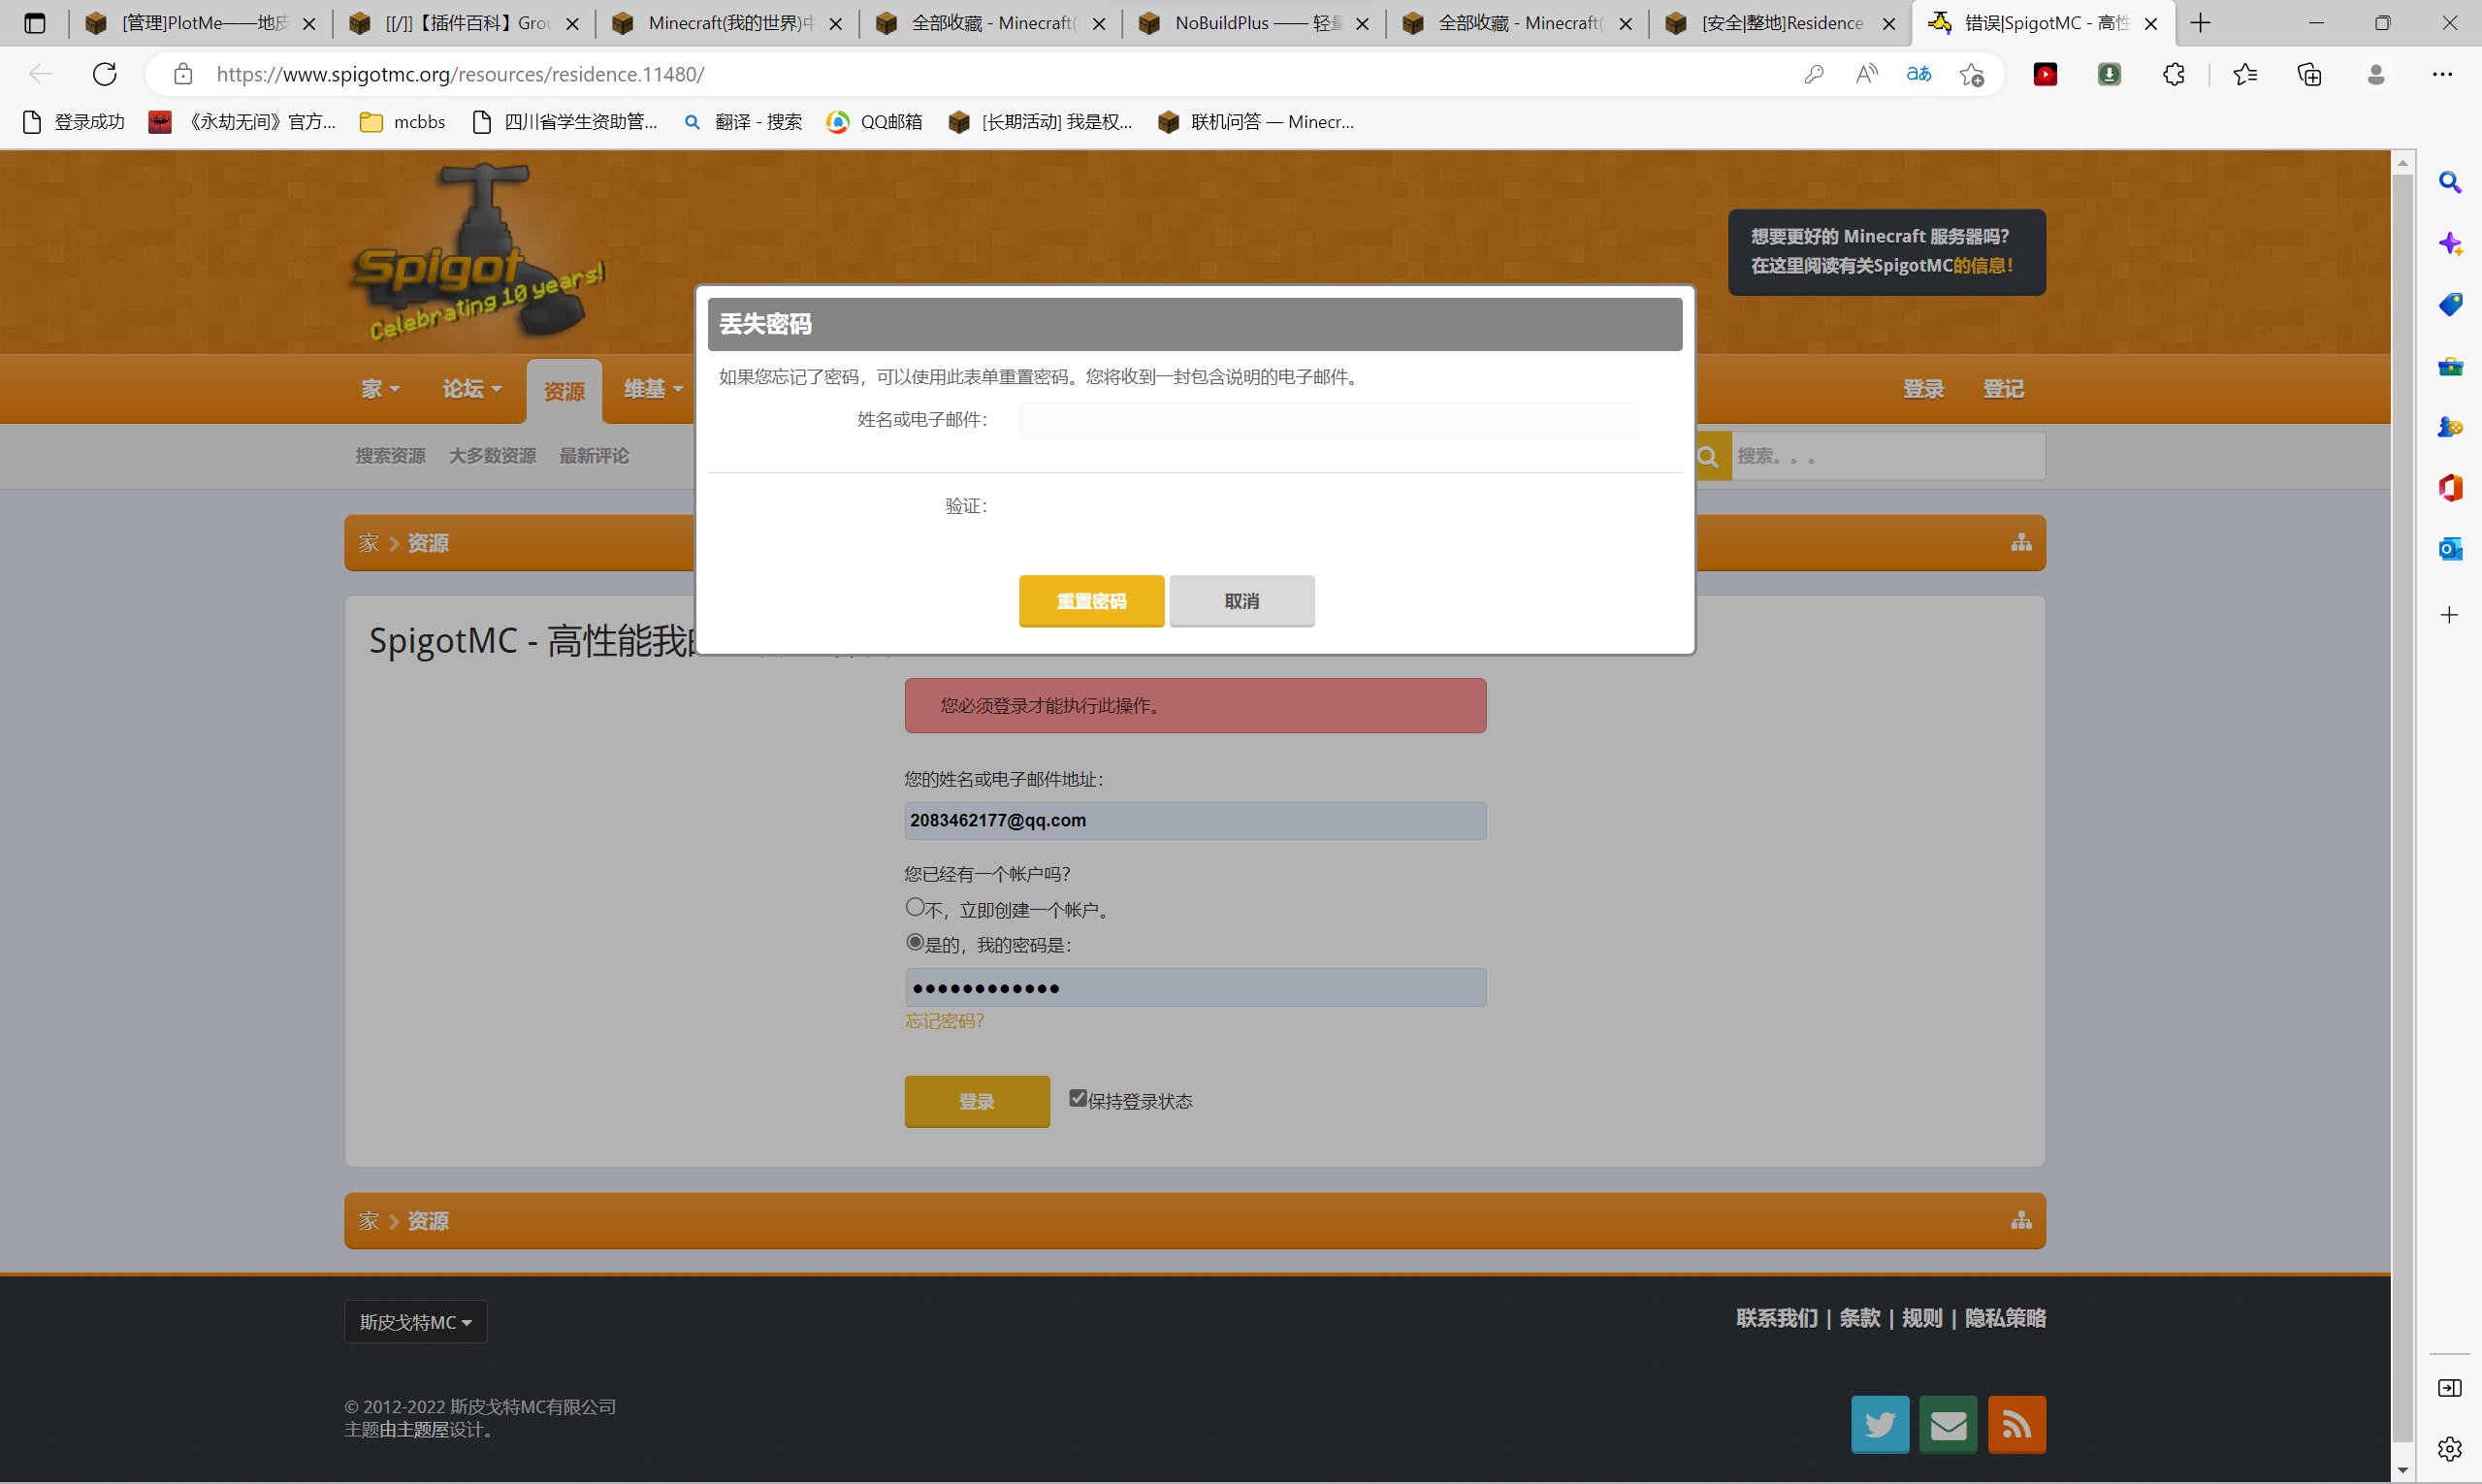 [管理]PlotMe——地皮
[[/]]【插件百科】Grou
Minecraft(我的世界)中
全部收藏 - Minecraft(
NoBuildPlus —— 轻量
全部收藏 - Minecraft(
[安全|整地]Residence
错误|SpigotMC - 高性
https://www.spigotmc.org/resources/residence.11480/
登录成功
《永劫无间》官方...
mcbbs
四川省学生资助管...
翻译 - 搜索
QQ邮箱
[长期活动] 我是权...
联机问答 — Minecr...
Spigot
Celebrating 10 years!
想要更好的 Minecraft 服务器吗?
在这里阅读有关SpigotMC的信息!
家
论坛
资源
维基
登录
登记
搜索资源
大多数资源
最新评论
搜索。。。
丢失密码
如果您忘记了密码，可以使用此表单重置密码。您将收到一封包含说明的电子邮件。
姓名或电子邮件：
验证：
重置密码
取消
家 > 资源
SpigotMC - 高性能我
您必须登录才能执行此操作。
您的姓名或电子邮件地址：
2083462177@qq.com
您已经有一个帐户吗?
不，立即创建一个帐户。
是的，我的密码是：
忘记密码?
登录
保持登录状态
家 > 资源
斯皮戈特MC
联系我们 | 条款 | 规则 | 隐私策略
© 2012-2022 斯皮戈特MC有限公司
主题由主题屋设计。